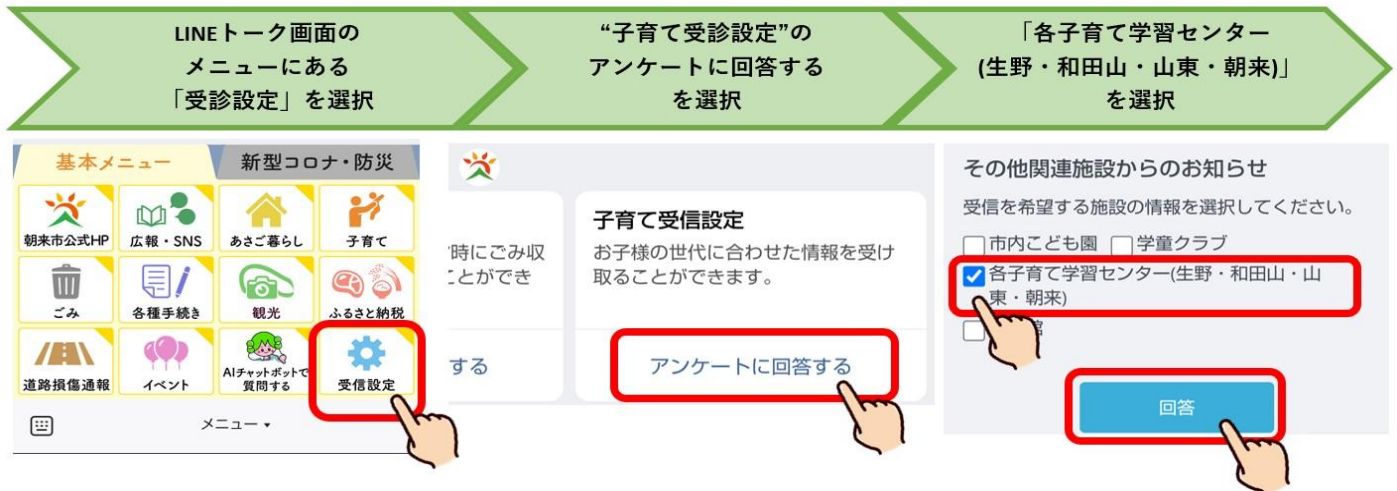 LINEトーク画面の
メニューにある
「受診設定」を選択
“子育て受診設定”の
アンケートに回答する
を選択
「各子育て学習センター
(生野・和田山・山東・朝来)」
を選択
基本メニュー
新型コロナ・防災
朝来市公式HP
広報・SNS
あさご暮らし
子育て
ごみ
各種手続き
観光
ふるさと納税
道路損傷通報
イベント
AIチャットボットで
質問する
受信設定
メニュー
時にごみ収
ことができ
する
子育て受信設定
お子様の世代に合わせた情報を受け
取ることができます。
アンケートに回答する
その他関連施設からのお知らせ
受信を希望する施設の情報を選択してください。
市内こども園 学童クラブ
各子育て学習センター(生野・和田山・山
東・朝来)
館
回答